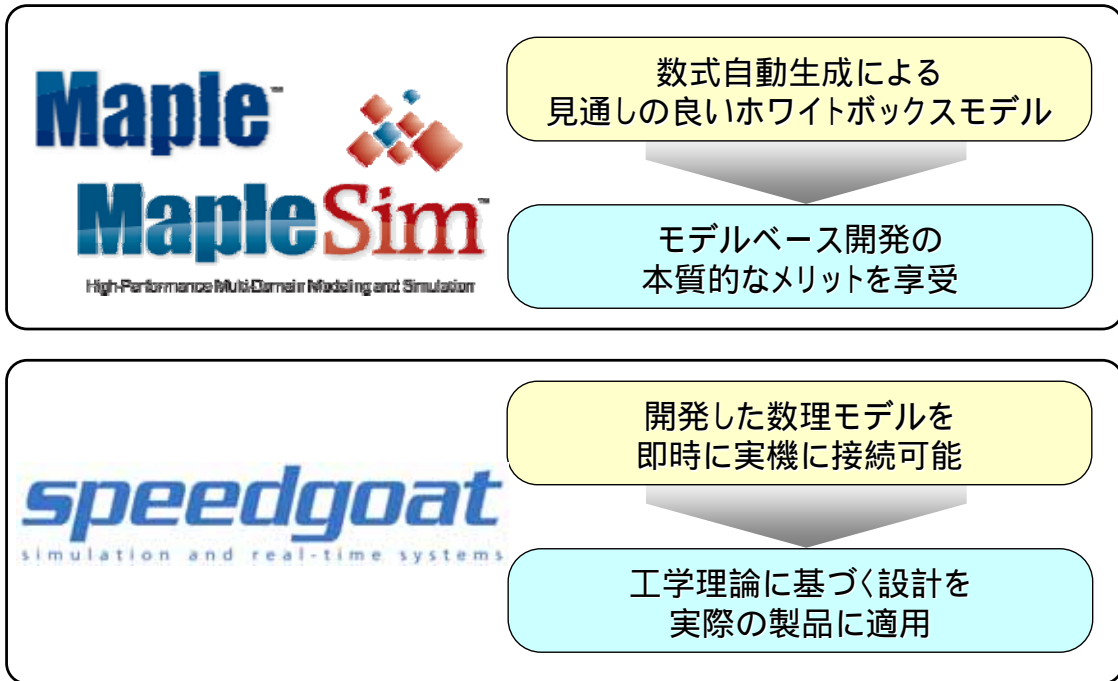 Maple™
MapleSim™
High-Performance Multi-Domain Modeling and Simulation
数式自動生成による
見通しの良いホワイトボックスモデル
モデルベース開発の
本質的なメリットを享受
speedgoat
simulation and real-time systems
開発した数理モデルを
即時に実機に接続可能
工学理論に基づく設計を
実際の製品に適用